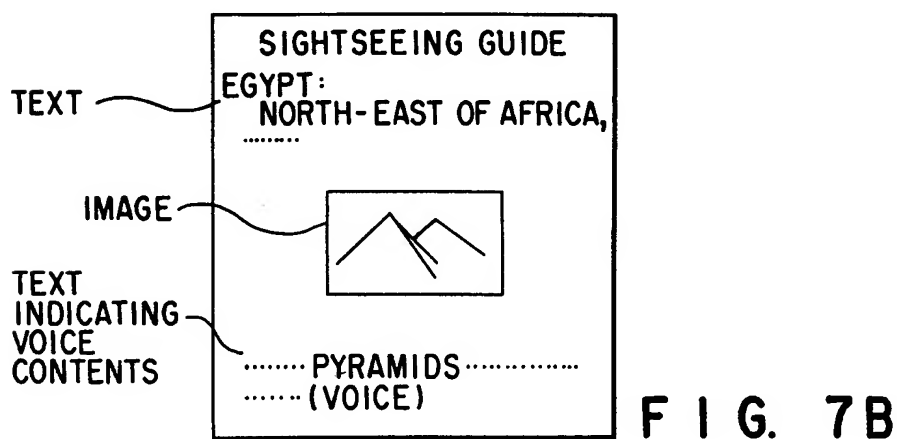 SIGHTSEEING GUIDE
EGYPT:
NORTH-EAST OF AFRICA,
........
TEXT
IMAGE
TEXT
INDICATING
VOICE
CONTENTS
........ PYRAMIDS ..............
....... (VOICE)
FIG. 7B